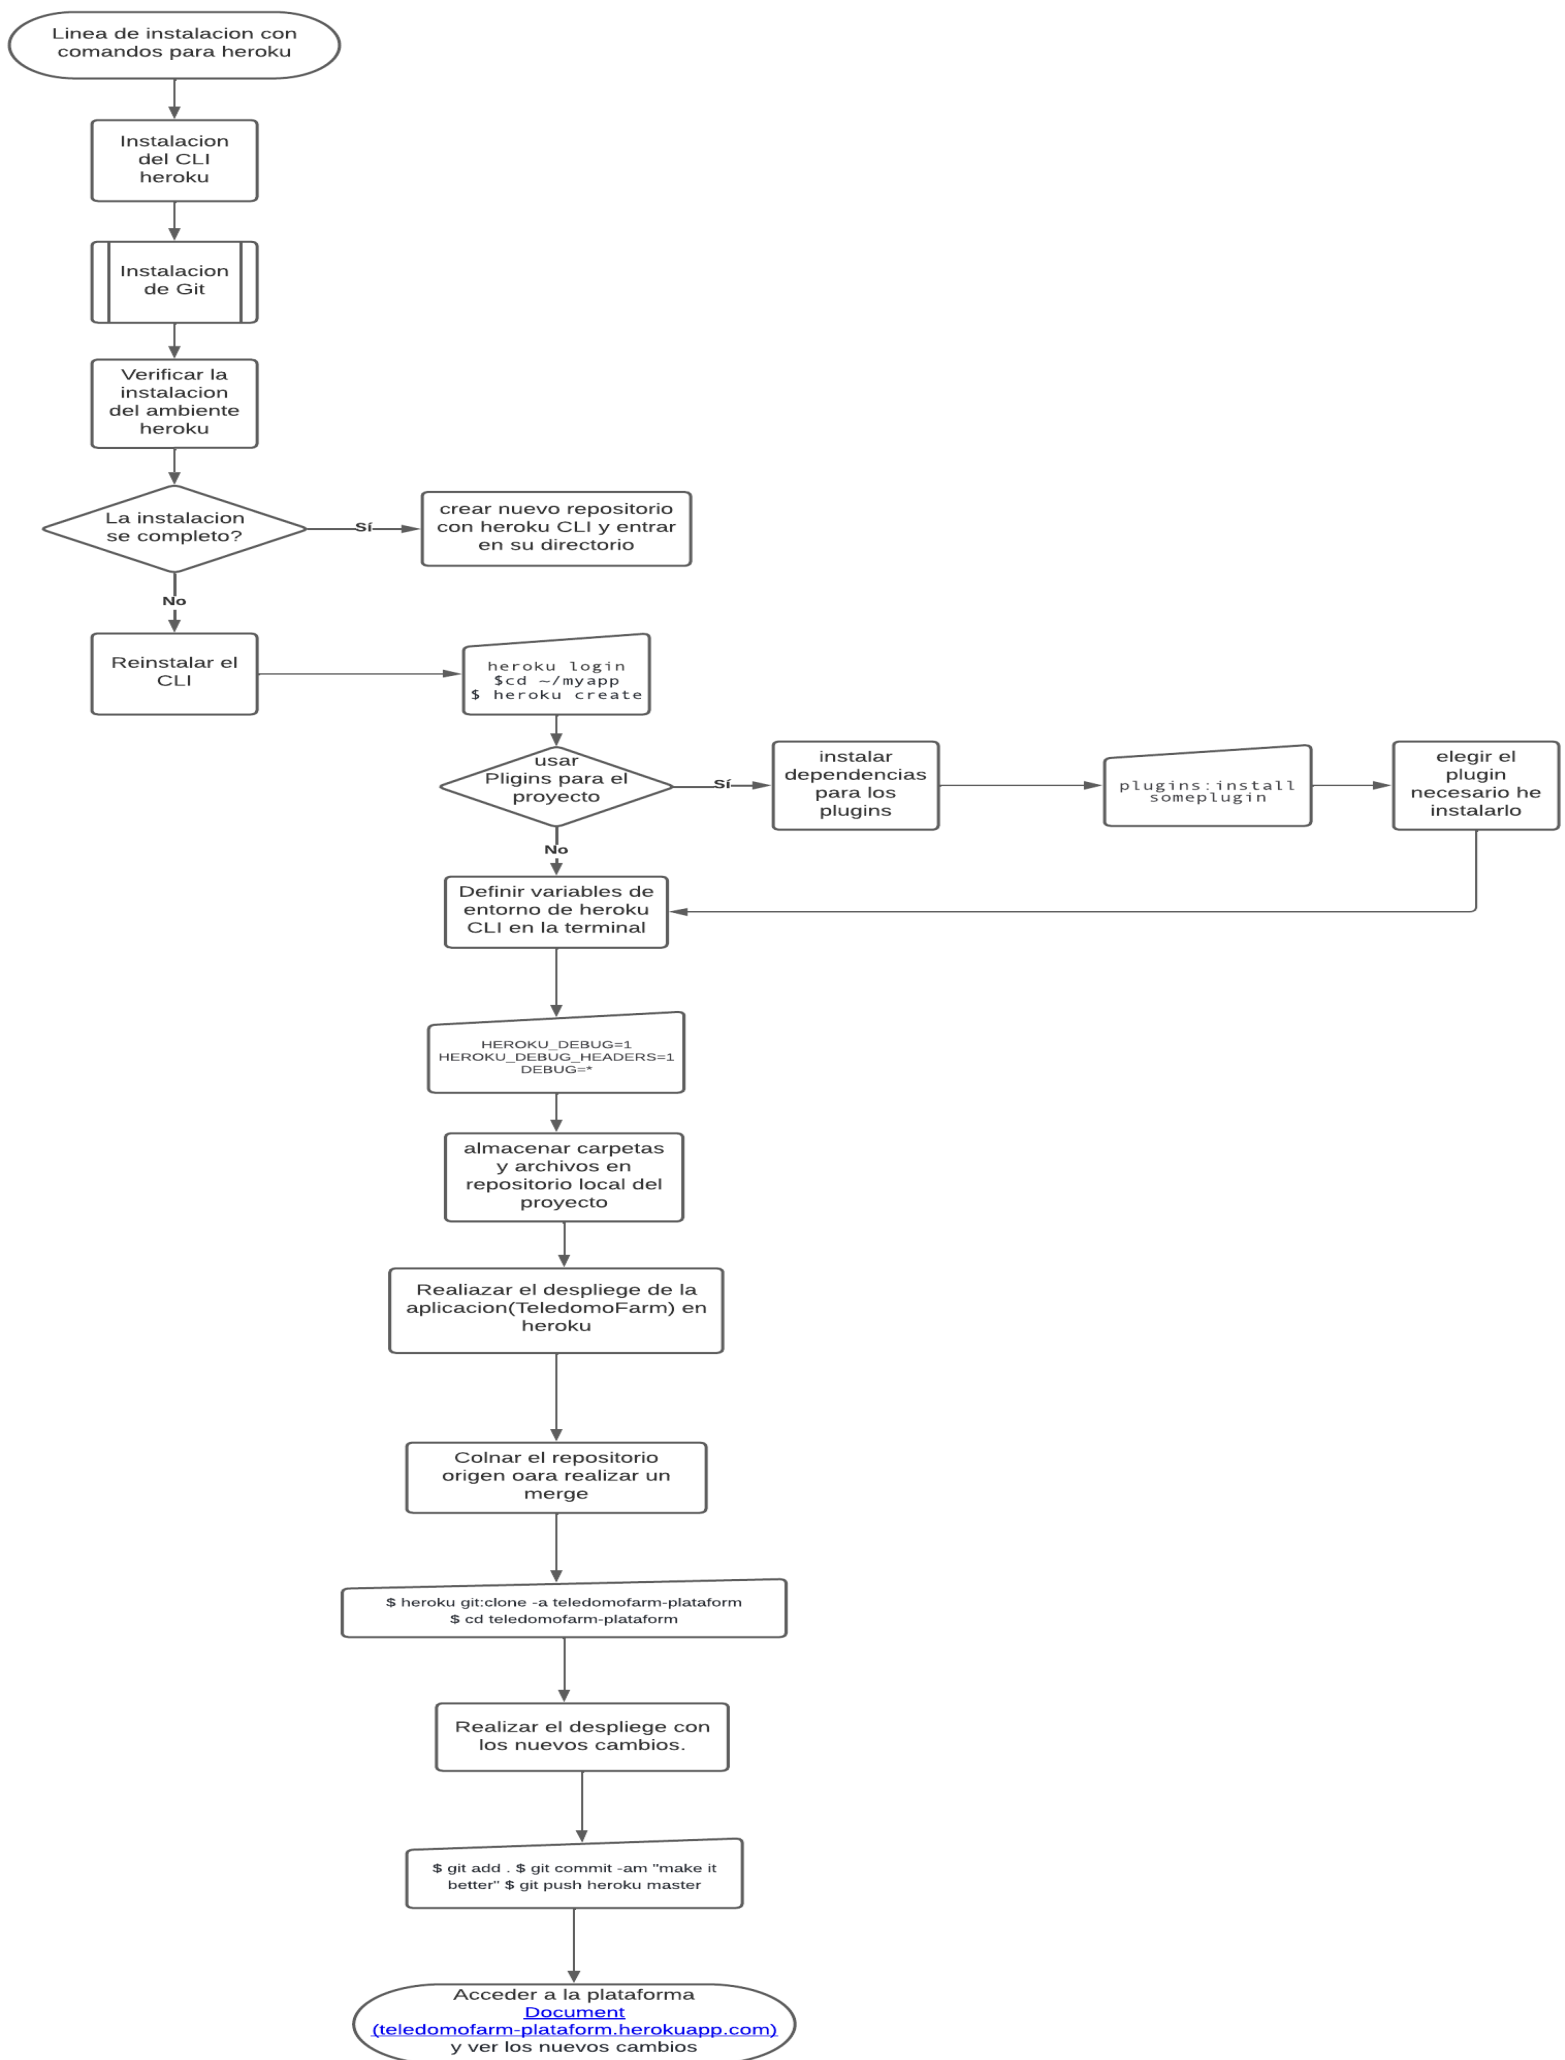 Linea de instalacion con
comandos para heroku
Instalacion
del CLI
heroku
Instalacion
de Git
Verificar la
instalacion
del ambiente
heroku
La instalacion
se completo?
Sí
crear nuevo repositorio
con heroku CLI y entrar
en su directorio
No
Reinstalar el
CLI
heroku login
$cd ~/myapp
$ heroku create
usar
Pligins para el
proyecto
Sí
instalar
dependencias
para los
plugins
plugins:install
someplugin
elegir el
plugin
necesario he
instalarlo
No
Definir variables de
entorno de heroku
CLI en la terminal
HEROKU_DEBUG=1
HEROKU_DEBUG_HEADERS=1
DEBUG=*
almacenar carpetas
y archivos en
repositorio local del
proyecto
Realiazar el despliege de la
aplicacion(TeledomoFarm) en
heroku
Colnar el repositorio
origen oara realizar un
merge
$ heroku git:clone -a teledomofarm-plataform
$ cd teledomofarm-plataform
Realizar el despliege con
los nuevos cambios.
$ git add . $ git commit -am "make it
better" $ git push heroku master
Acceder a la plataforma
Document
(teledomofarm-plataform.herokuapp.com)
y ver los nuevos cambios